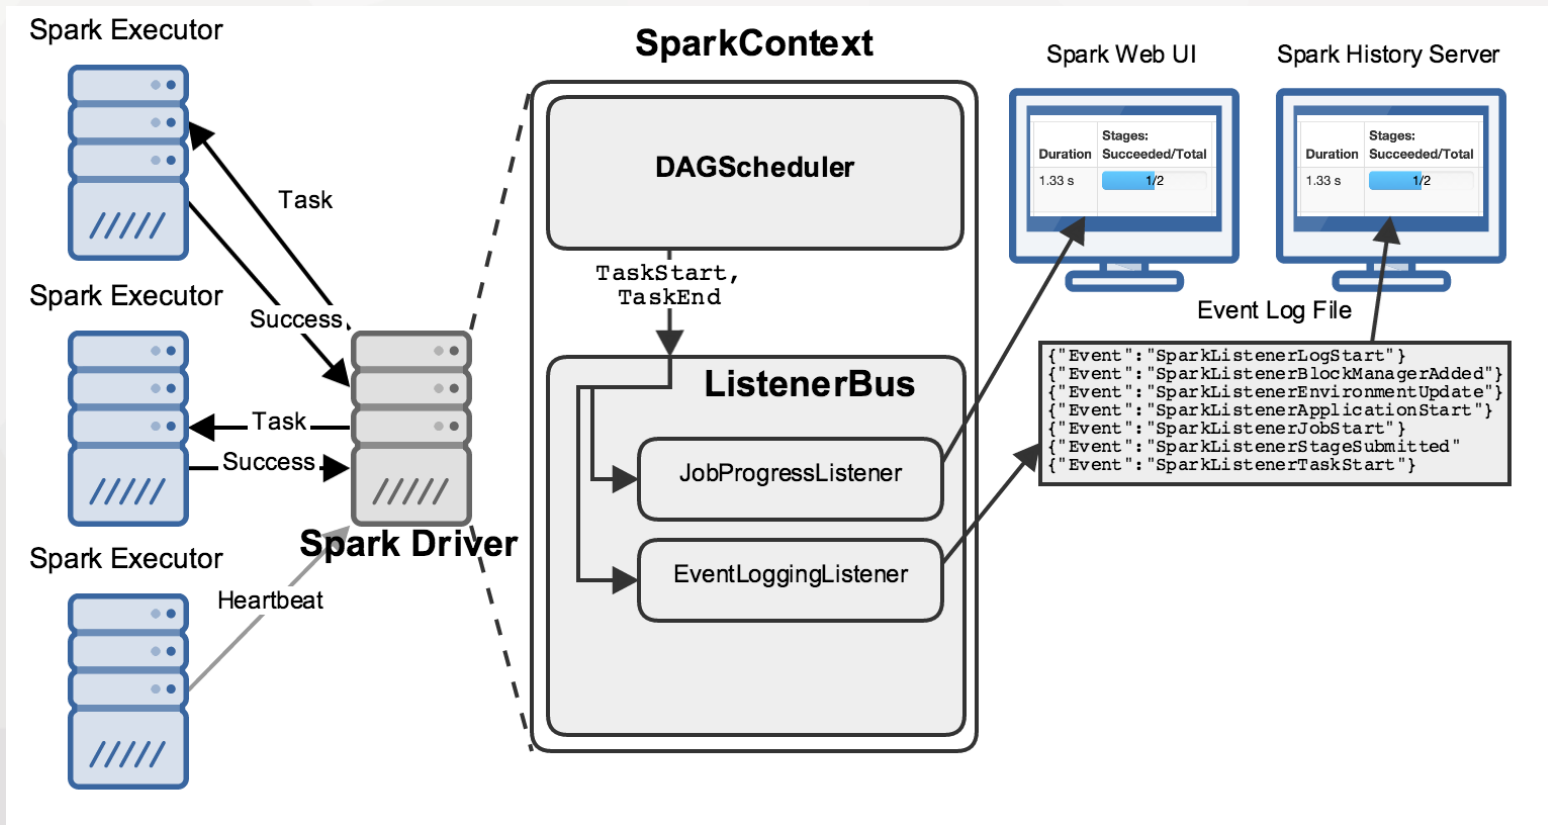 Spark Executor
Task
Success
Spark Executor
Task
Success
Spark Driver
Spark Executor
Heartbeat
SparkContext
DAGScheduler
TaskStart,
TaskEnd
ListenerBus
JobProgressListener
EventLoggingListener
Spark Web UI
Duration
Stages:
Succeeded/Total
1.33 s
1/2
Spark History Server
Duration
Stages:
Succeeded/Total
1.33 s
1/2
Event Log File
{"Event":"SparkListenerLogStart"}
{"Event":"SparkListenerBlockManagerAdded"}
{"Event":"SparkListenerEnvironmentUpdate"}
{"Event":"SparkListenerApplicationStart"}
{"Event":"SparkListenerJobStart"}
{"Event":"SparkListenerStageSubmitted"
{"Event":"SparkListenerTaskStart"}